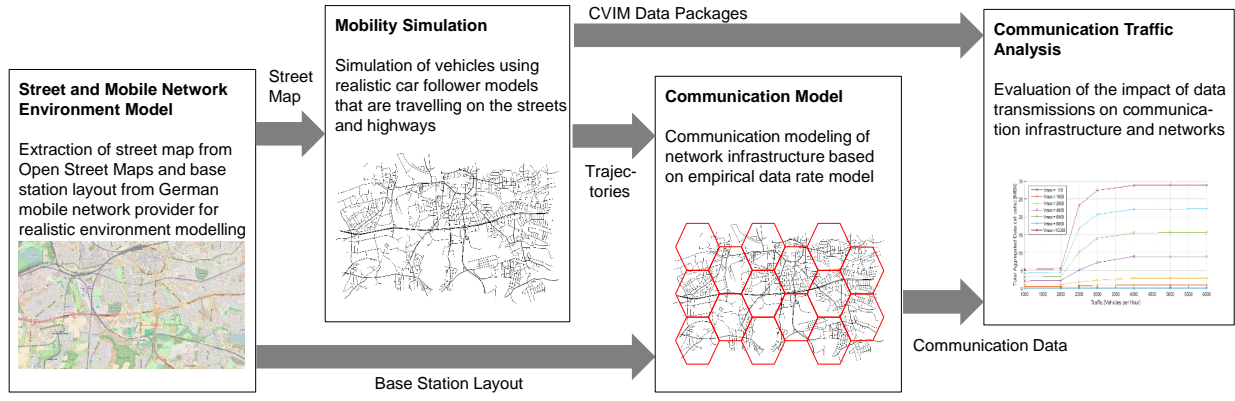 Street and Mobile Network
Environment Model
Extraction of street map from
Open Street Maps and base
station layout from German
mobile network provider for
realistic environment modelling
Street
Map
Mobility Simulation
Simulation of vehicles using
realistic car follower models
that are travelling on the streets
and highways
CVIM Data Packages
Trajec-
tories
Base Station Layout
Communication Model
Communication modeling of
network infrastructure based
on empirical data rate model
Communication Data
Communication Traffic
Analysis
Evaluation of the impact of data
transmissions on communica-
tion infrastructure and networks
Traffic [Vehicles per Hour]